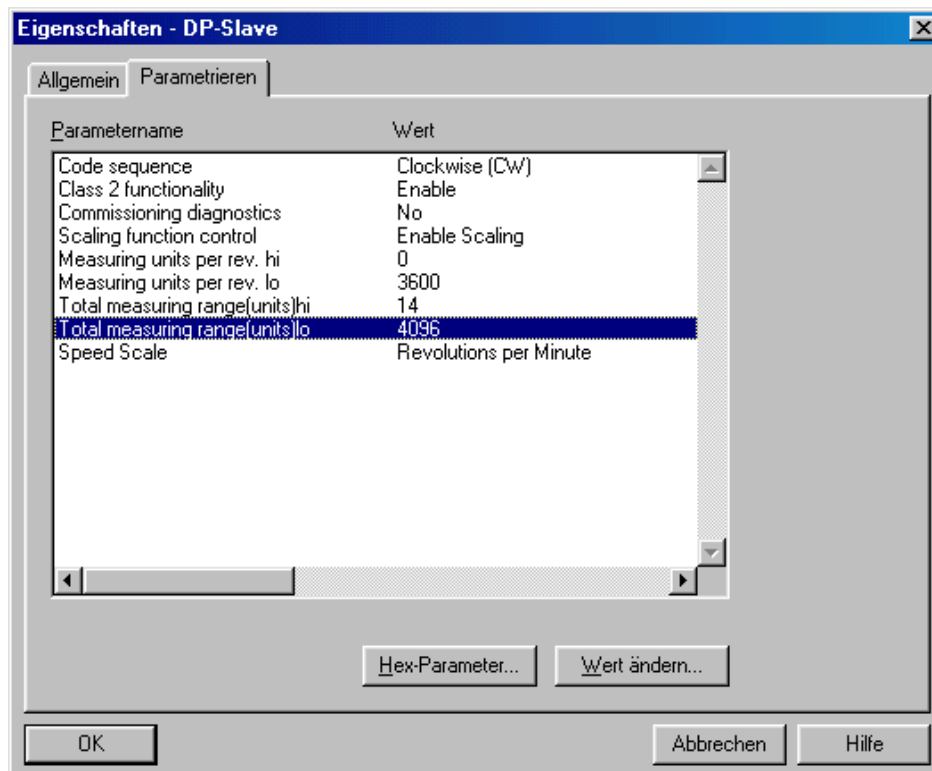 Eigenschaften - DP-Slave
Allgemein Parametrieren
Parametername Wert
Code sequence Clockwise (CW)
Class 2 functionality Enable
Commissioning diagnostics No
Scaling function control Enable Scaling
Measuring units per rev. hi 0
Measuring units per rev. lo 3600
Total measuring range(units)hi 14
Total measuring range(units)lo 4096
Speed Scale Revolutions per Minute
Hex-Parameter... Wert ändern...
OK Abbrechen Hilfe